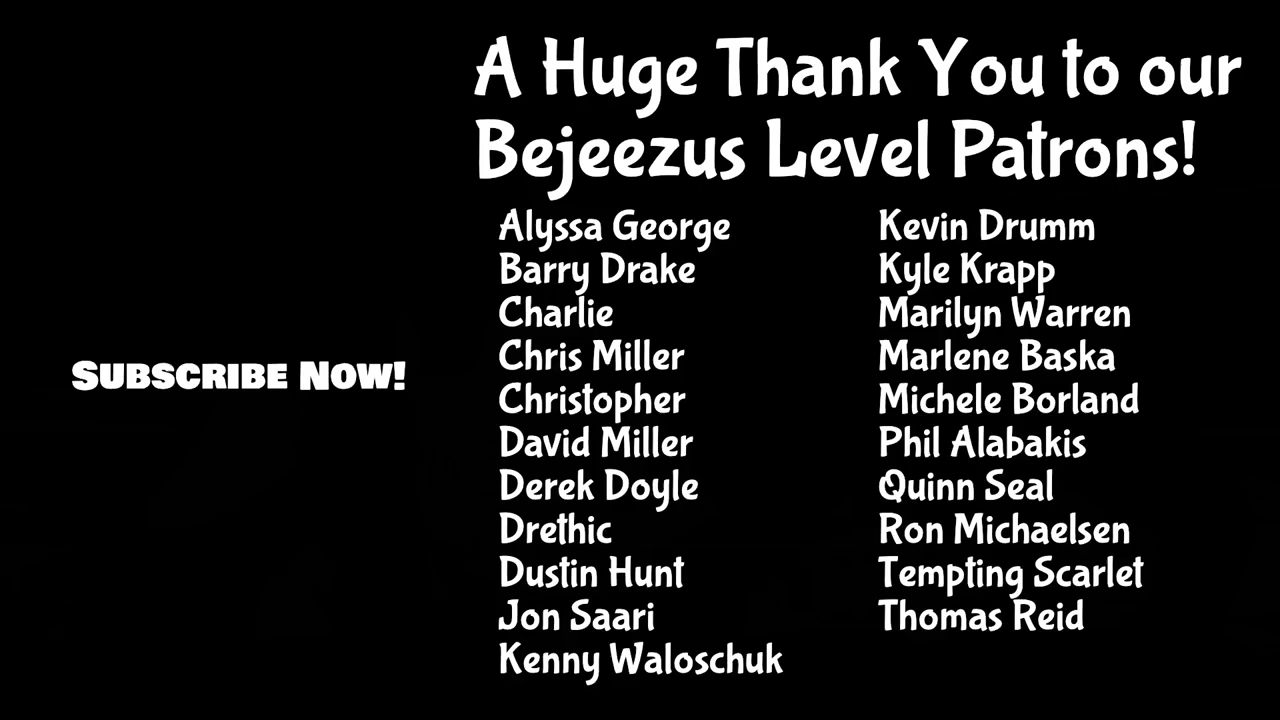 A Huge Thank You to our
Bejeezus Level Patrons!
Alyssa George
Barry Drake
Charlie
Chris Miller
Christopher
David Miller
Derek Doyle
Drethic
Dustin Hunt
Jon Saari
Kenny Waloschuk
Kevin Drumm
Kyle Krapp
Marilyn Warren
Marlene Baska
Michele Borland
Phil Alabakis
Quinn Seal
Ron Michaelsen
Tempting Scarlet
Thomas Reid
Subscribe Now!